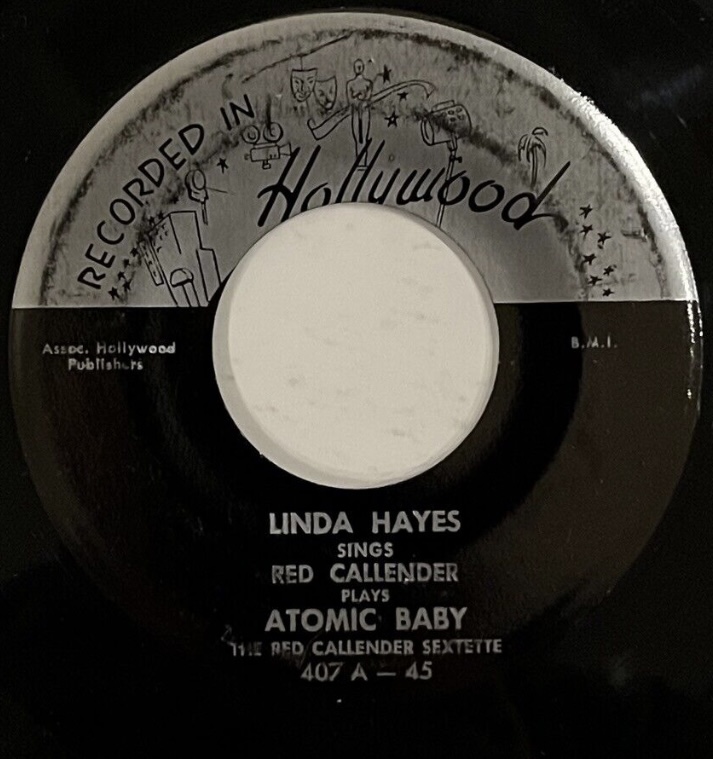 RECORDED IN
Hollywood
Assoc. Hollywood
Publishers
B.M.I.
LINDA HAYES
SINGS
RED CALLENDER
PLAYS
ATOMIC BABY
THE RED CALLENDER SEXTETTE
407 A — 45